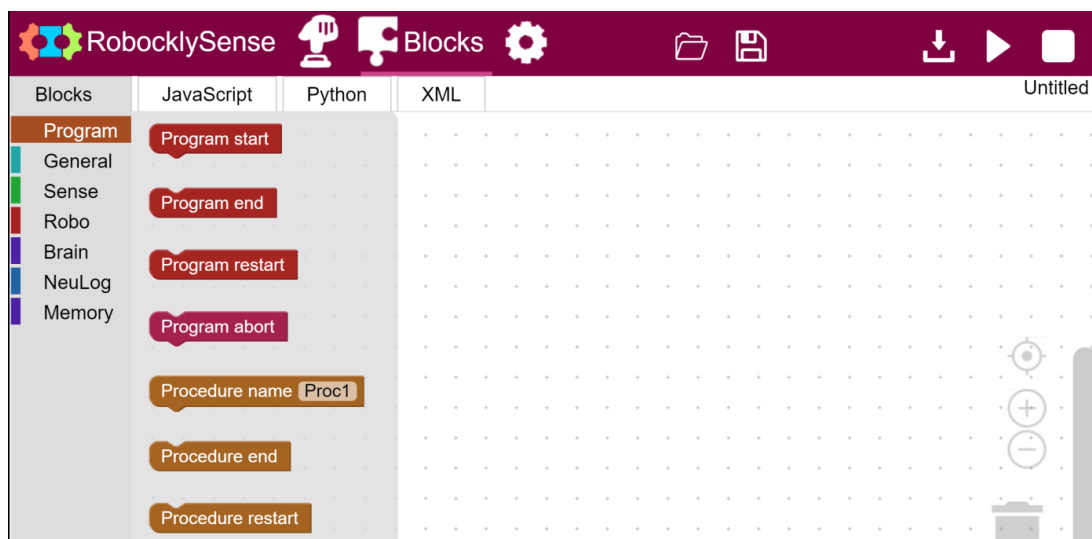 RobocklySense Blocks
Untitled
Blocks JavaScript Python XML
Program
General
Sense
Robo
Brain
NeuLog
Memory
Program start
Program end
Program restart
Program abort
Procedure name Proc1
Procedure end
Procedure restart